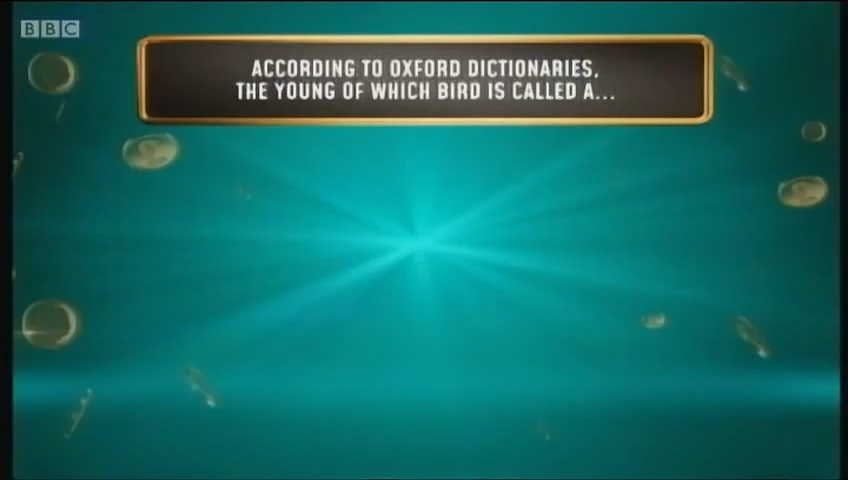 BBC
ACCORDING TO OXFORD DICTIONARIES,
THE YOUNG OF WHICH BIRD IS CALLED A...